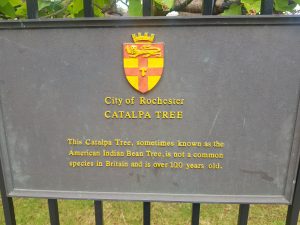 City of Rochester
CATALPA TREE
This Catalpa Tree, sometimes known as the
American Indian Bean Tree, is not a common
species in Britain and is over 100 years old.